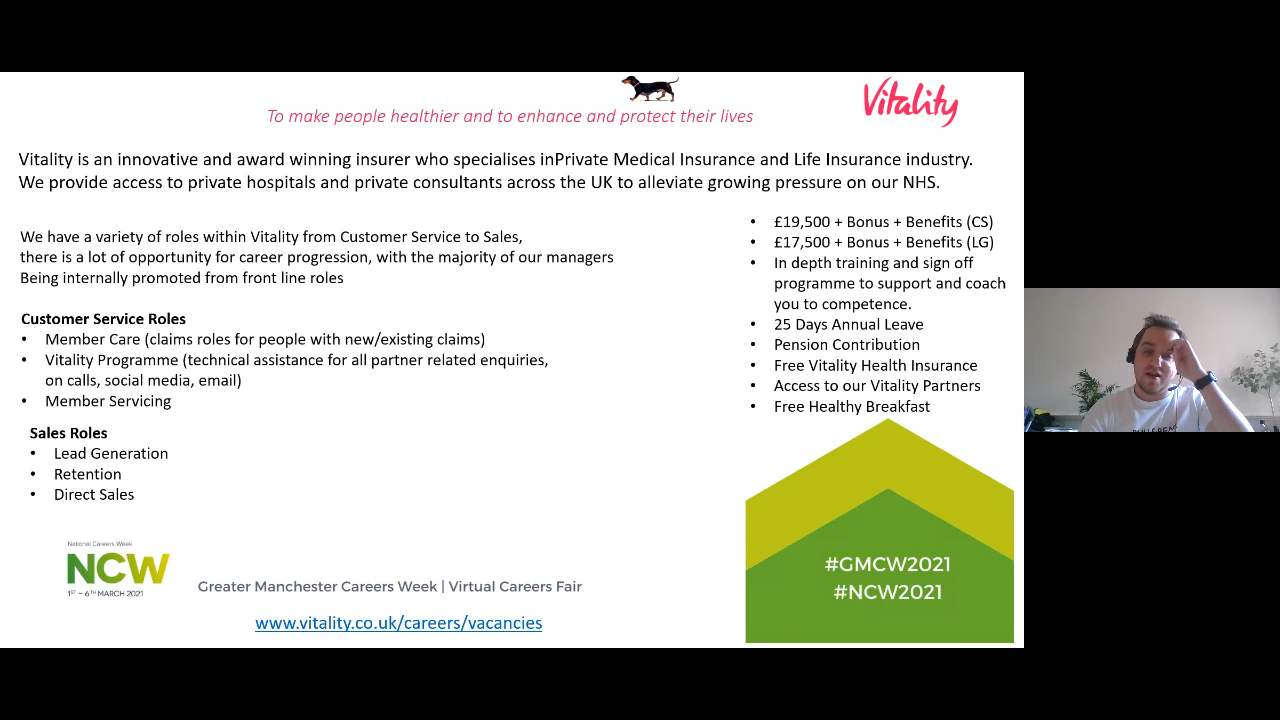 Vitality
To make people healthier and to enhance and protect their lives
Vitality is an innovative and award winning insurer who specialises inPrivate Medical Insurance and Life Insurance industry.
We provide access to private hospitals and private consultants across the UK to alleviate growing pressure on our NHS.
We have a variety of roles within Vitality from Customer Service to Sales,
there is a lot of opportunity for career progression, with the majority of our managers
Being internally promoted from front line roles
Customer Service Roles
• Member Care (claims roles for people with new/existing claims)
• Vitality Programme (technical assistance for all partner related enquiries,
on calls, social media, email)
• Member Servicing
Sales Roles
• Lead Generation
• Retention
• Direct Sales
• £19,500 + Bonus + Benefits (CS)
• £17,500 + Bonus + Benefits (LG)
• In depth training and sign off
programme to support and coach
you to competence.
• 25 Days Annual Leave
• Pension Contribution
• Free Vitality Health Insurance
• Access to our Vitality Partners
• Free Healthy Breakfast
National Careers Week
NCW
1ST – 6TH MARCH 2021
Greater Manchester Careers Week | Virtual Careers Fair
www.vitality.co.uk/careers/vacancies
#GMCW2021
#NCW2021